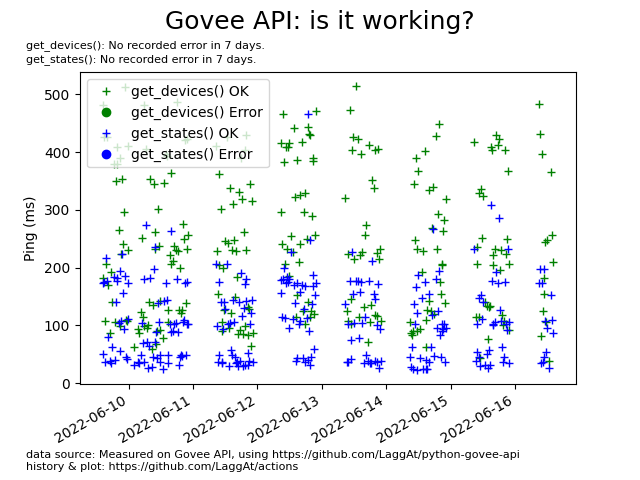 Govee API: is it working?
get_devices(): No recorded error in 7 days.
get_states(): No recorded error in 7 days.
get_devices() OK
get_devices() Error
get_states() OK
get_states() Error
Ping (ms)
500
400
300
200
100
0
2022-06-10
2022-06-11
2022-06-12
2022-06-13
2022-06-14
2022-06-15
2022-06-16
data source: Measured on Govee API, using https://github.com/LaggAt/python-govee-api
history & plot: https://github.com/LaggAt/actions